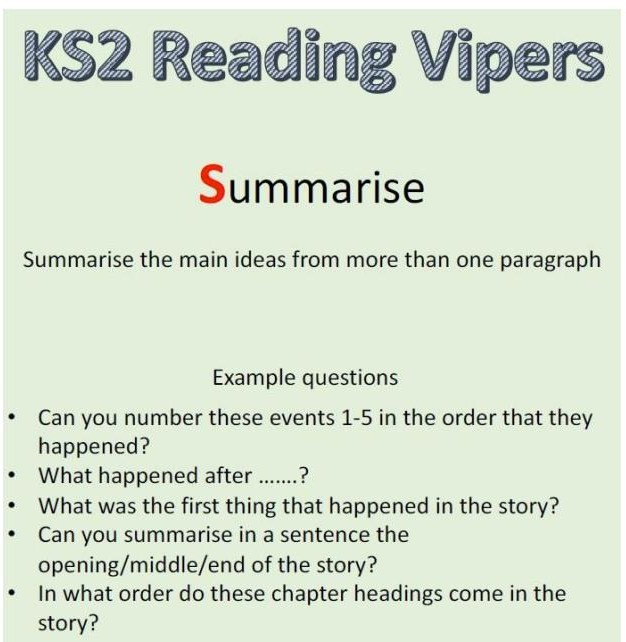 KS2 Reading Vipers
Summarise
Summarise the main ideas from more than one paragraph
Example questions
• Can you number these events 1-5 in the order that they
happened?
• What happened after .......?
• What was the first thing that happened in the story?
• Can you summarise in a sentence the
opening/middle/end of the story?
• In what order do these chapter headings come in the
story?